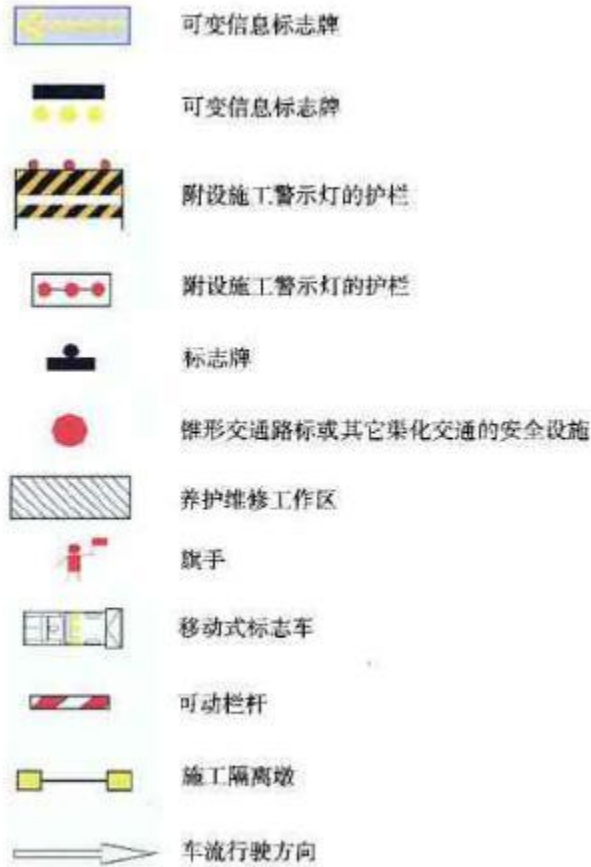 可变信息标志牌
可变信息标志牌
附设施工警示灯的护栏
附设施工警示灯的护栏
标志牌
锥形交通路标或其它渠化交通的安全设施
养护维修工作区
旗手
移动式标志车
可动栏杆
施工隔离墩
车流行驶方向